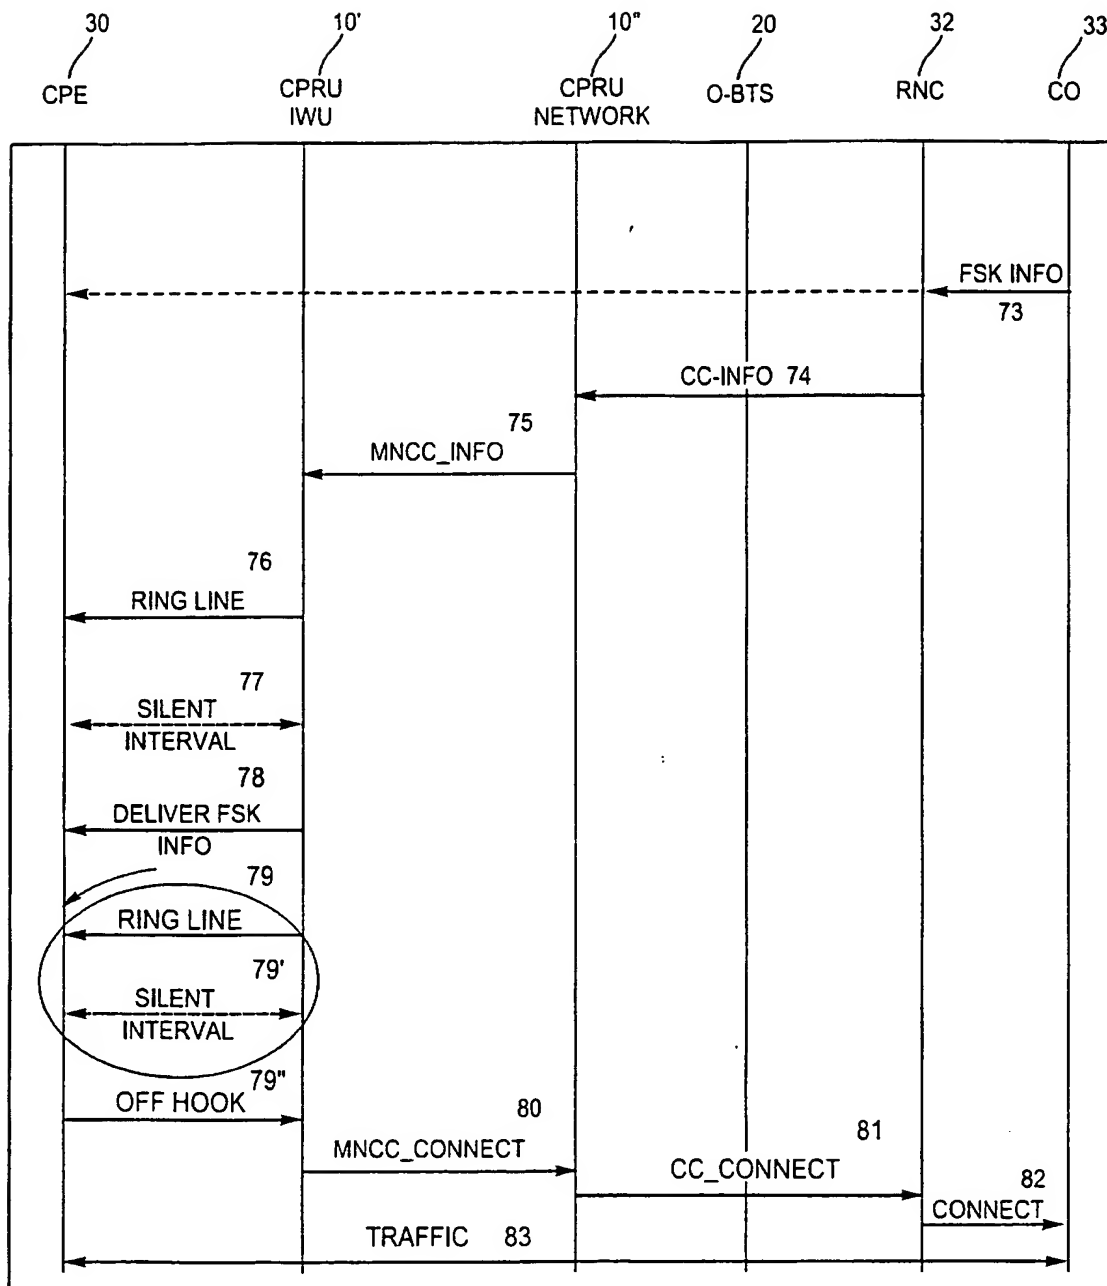 30 10' 10" 20 32 33
CPE CPRU IWU CPRU NETWORK O-BTS RNC CO
FSK INFO
73
CC-INFO 74
75
MNCC_INFO
76
RING LINE
77
SILENT
INTERVAL
78
DELIVER FSK
INFO
79
RING LINE
79'
SILENT
INTERVAL
79"
OFF HOOK
80
MNCC_CONNECT
81
CC_CONNECT
82
CONNECT
TRAFFIC 83